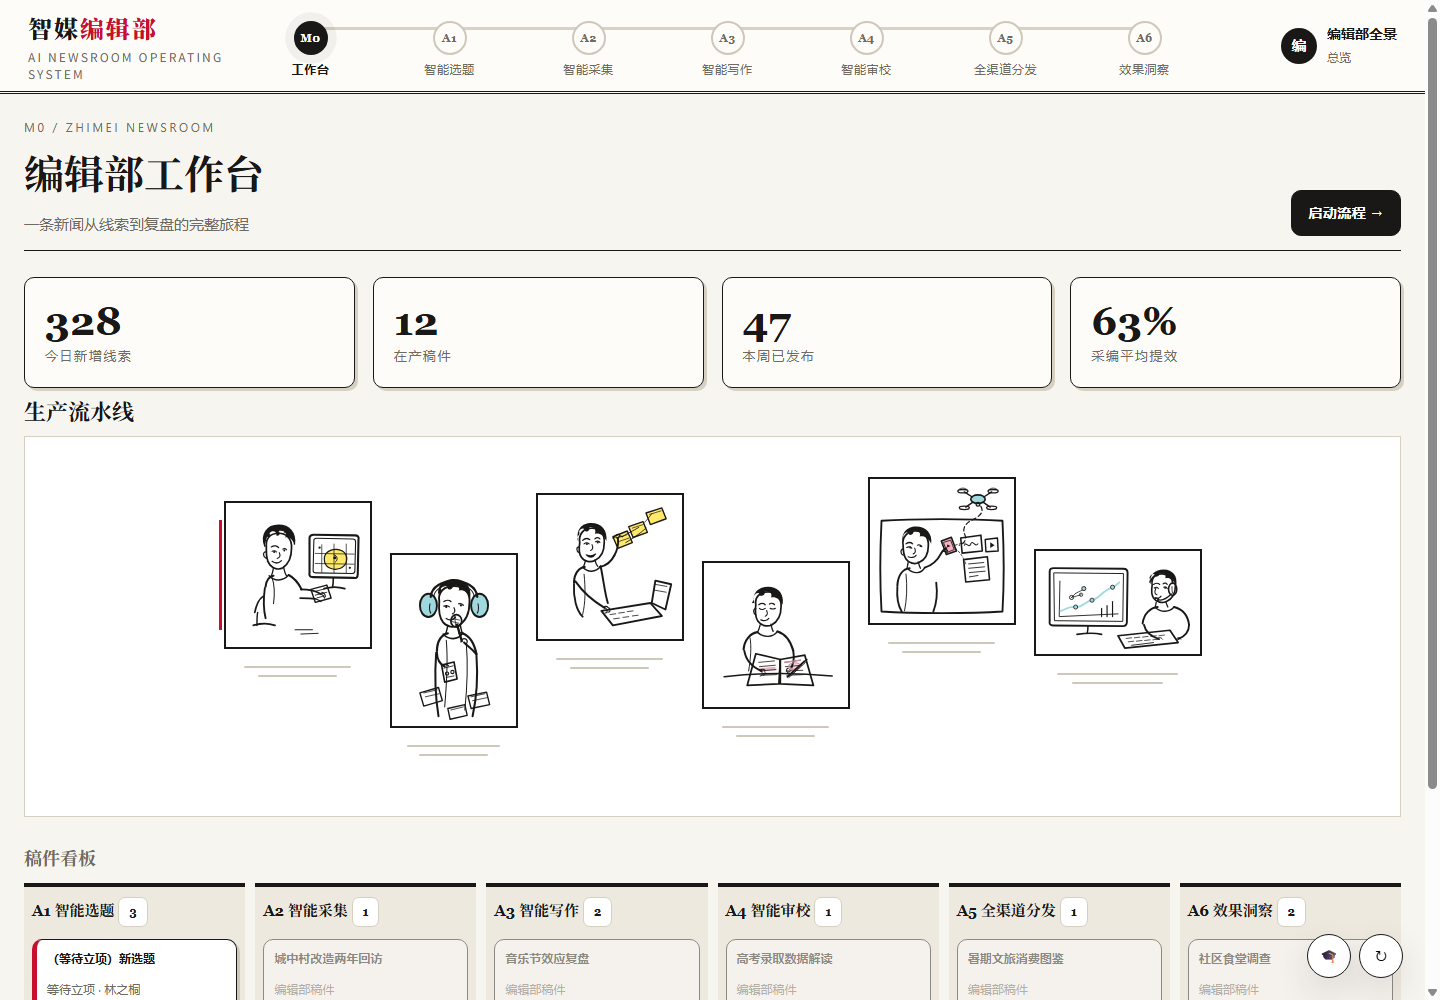 智媒编辑部
AI NEWSROOM OPERATING
SYSTEM
M0
工作台
A1
智能选题
A2
智能采集
A3
智能写作
A4
智能审校
A5
全渠道分发
A6
效果洞察
编
编辑部全景
总览
M0 / ZHIMEI NEWSROOM
编辑部工作台
一条新闻从线索到复盘的完整旅程
启动流程 →
328
今日新增线索
12
在产稿件
47
本周已发布
63%
采编平均提效
生产流水线
稿件看板
A1 智能选题 3
（等待立项）新选题
等待立项 · 林之桐
A2 智能采集 1
城中村改造两年回访
编辑部稿件
A3 智能写作 2
音乐节效应复盘
编辑部稿件
A4 智能审校 1
高考录取数据解读
编辑部稿件
A5 全渠道分发 1
暑期文旅消费图鉴
编辑部稿件
A6 效果洞察 2
社区食堂调查
编辑部稿件